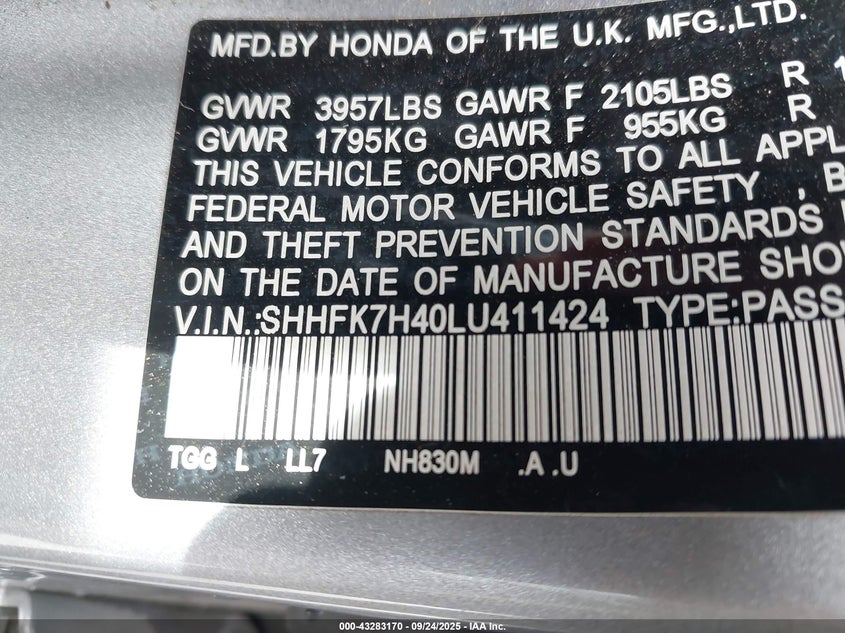 MFD.BY HONDA OF THE U.K. MFG.,LTD.
GVWR 3957LBS GAWR F 2105LBS R 1
GVWR 1795KG GAWR F 955KG R
THIS VEHICLE CONFORMS TO ALL APPL
FEDERAL MOTOR VEHICLE SAFETY , B
AND THEFT PREVENTION STANDARDS
ON THE DATE OF MANUFACTURE SHO
V.I.N.:SHHFK7H40LU411424 TYPE:PASS
TGG L LL7 NH830M .A .U
000-43283170 - 09/24/2025 - IAA Inc.